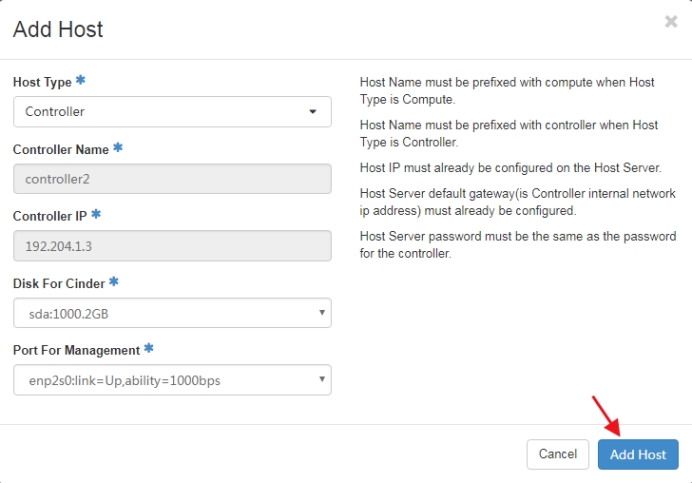 Add Host
×
Host Type *
Controller
Controller Name *
controller2
Controller IP *
192.204.1.3
Disk For Cinder *
sda:1000.2GB
Port For Management *
enp2s0:link=Up,ability=1000bps
Host Name must be prefixed with compute when Host
Type is Compute.
Host Name must be prefixed with controller when Host
Type is Controller.
Host IP must already be configured on the Host Server.
Host Server default gateway(is Controller internal network
ip address) must already be configured.
Host Server password must be the same as the password
for the controller.
Cancel
Add Host